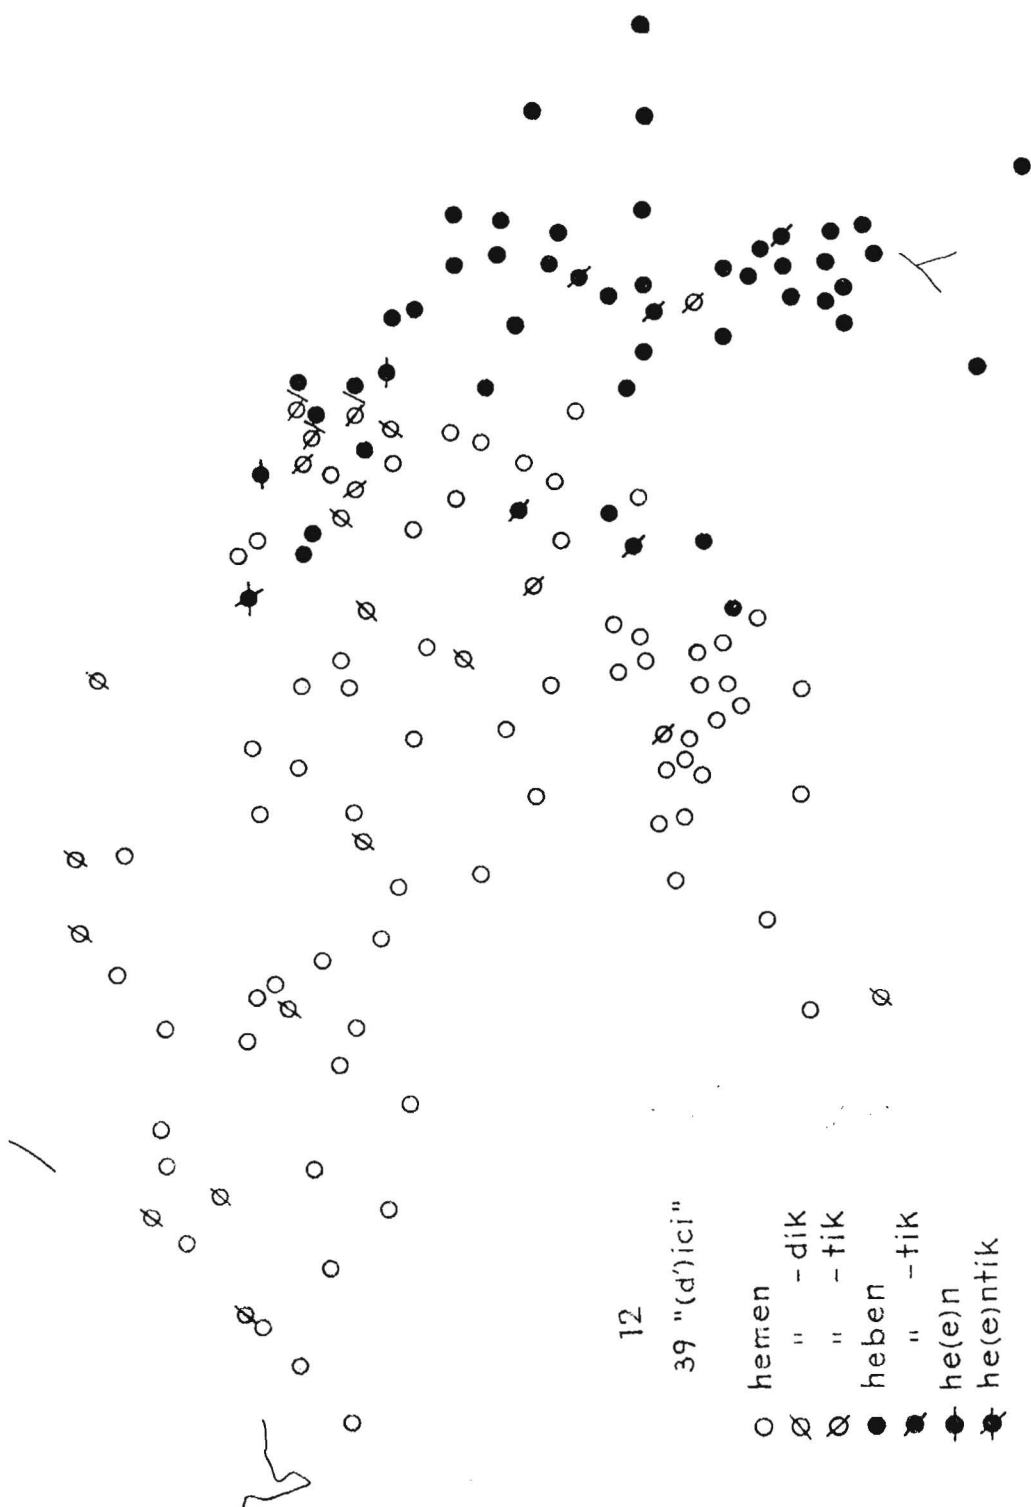 12
39 "(d')ici"
hemen
" -dik
" -tik
heben
" -tik
he(e)n
he(e)ntik